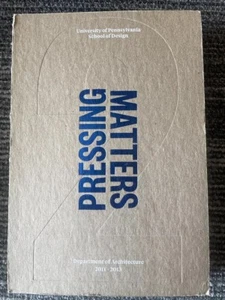 University of Pennsylvania
School of Design
PRESSING
MATTERS
Department of Architecture
2011 - 2012